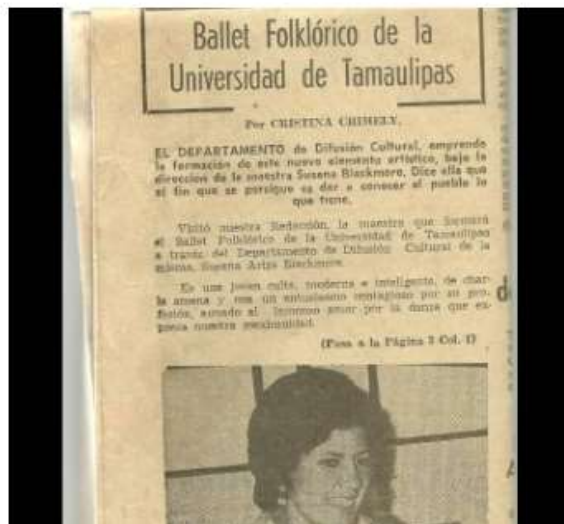 Ballet Folklórico de la
Universidad de Tamaulipas
Por CRISTINA CRIHELY.
EL DEPARTAMENTO de Difusión Cultural, emprende
la formación de este nuevo elemento artístico, bajo la
dirección de la maestra Susana Blackmore. Dice ella que
el fin que se persigue es dar a conocer al pueblo lo
que tiene.
Visitó nuestra Redacción, la maestra que formará
el Ballet Folklórico de la Universidad de Tamaulipas
a través del Departamento de Difusión Cultural de la
misma, Susana Blackmore.
Es una joven culta, moderna e inteligente, de char-
la amena y con un entusiasmo contagioso por su pro-
fesión, aunado al inmenso amor por la danza que ex-
presa nuestra mexicanidad.
(Pasa a la Página 3 Col. 1)